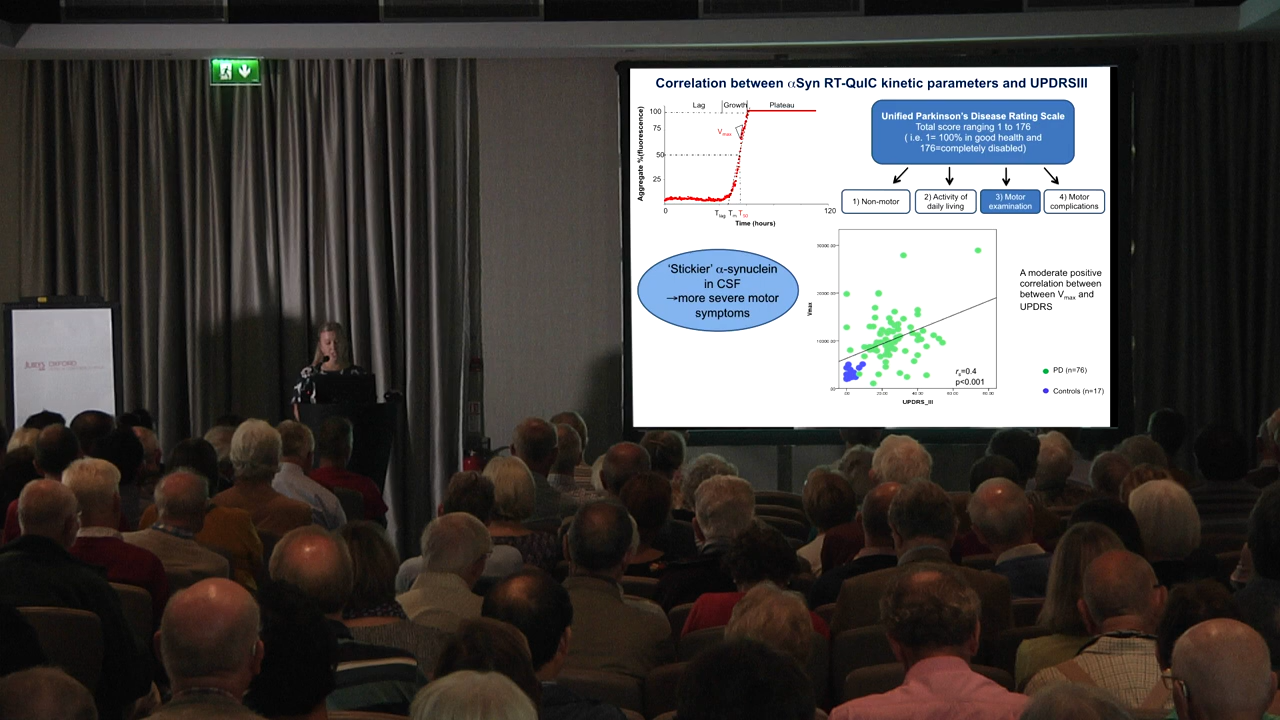 Correlation between αSyn RT-QuIC kinetic parameters and UPDRSIII
Lag
Growth
Plateau
100
75
50
25
Vmax
Aggregate %(fluorescence)
0
120
Tlag
T50
Time (hours)
Unified Parkinson's Disease Rating Scale
Total score ranging 1 to 176
( i.e. 1= 100% in good health and
176=completely disabled)
1) Non-motor
2) Activity of
daily living
3) Motor
examination
4) Motor
complications
'Stickier' α-synuclein
in CSF
→more severe motor
symptoms
Vmax
rs=0.4
p<0.001
UPDRS_III
A moderate positive
correlation between
between Vmax and
UPDRS
PD (n=76)
Controls (n=17)
OXFORD